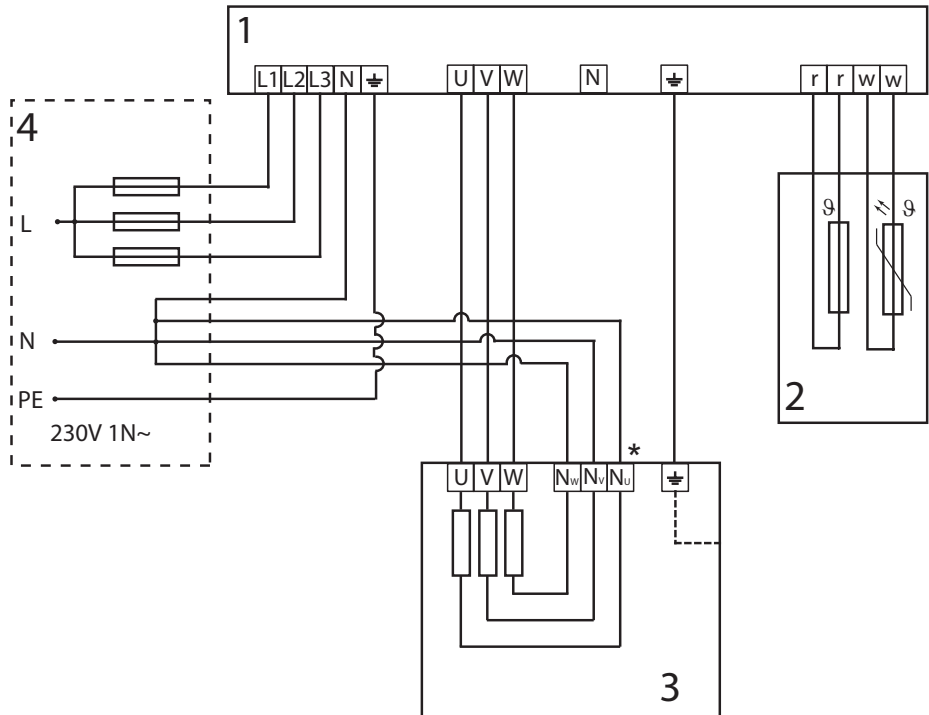 1
L1 L2 L3 N ⏚ U V W N ⏚ r r w w
4
L
N
PE
230V 1N~
ϑ ϑ
2
*
U V W NW NV NU ⏚
3